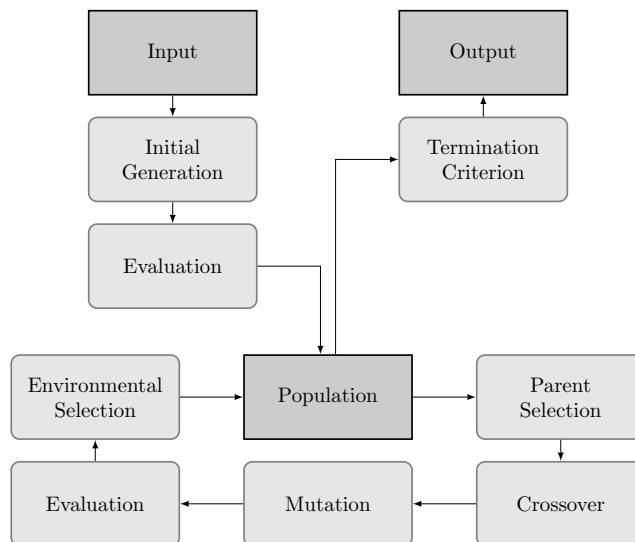 Input
Output
Initial
Generation
Termination
Criterion
Evaluation
Environmental
Selection
Population
Parent
Selection
Evaluation
Mutation
Crossover